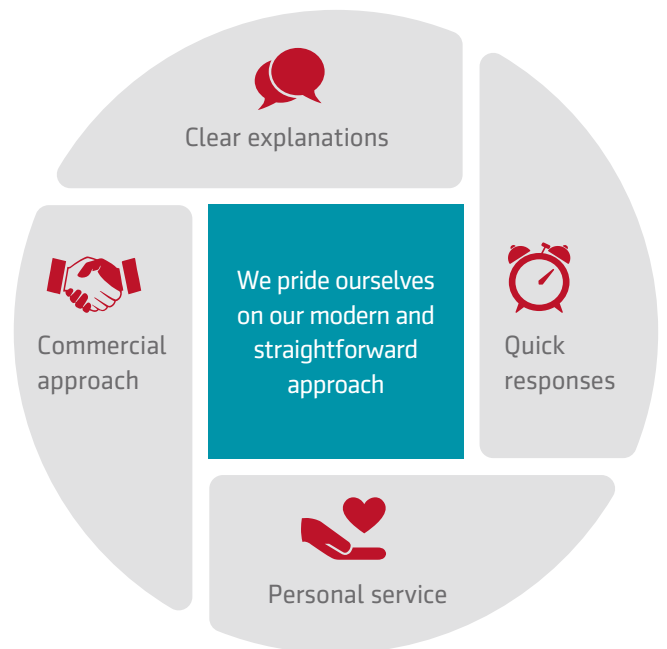 Clear explanations
Commercial
approach
We pride ourselves
on our modern and
straightforward
approach
Quick
responses
Personal service